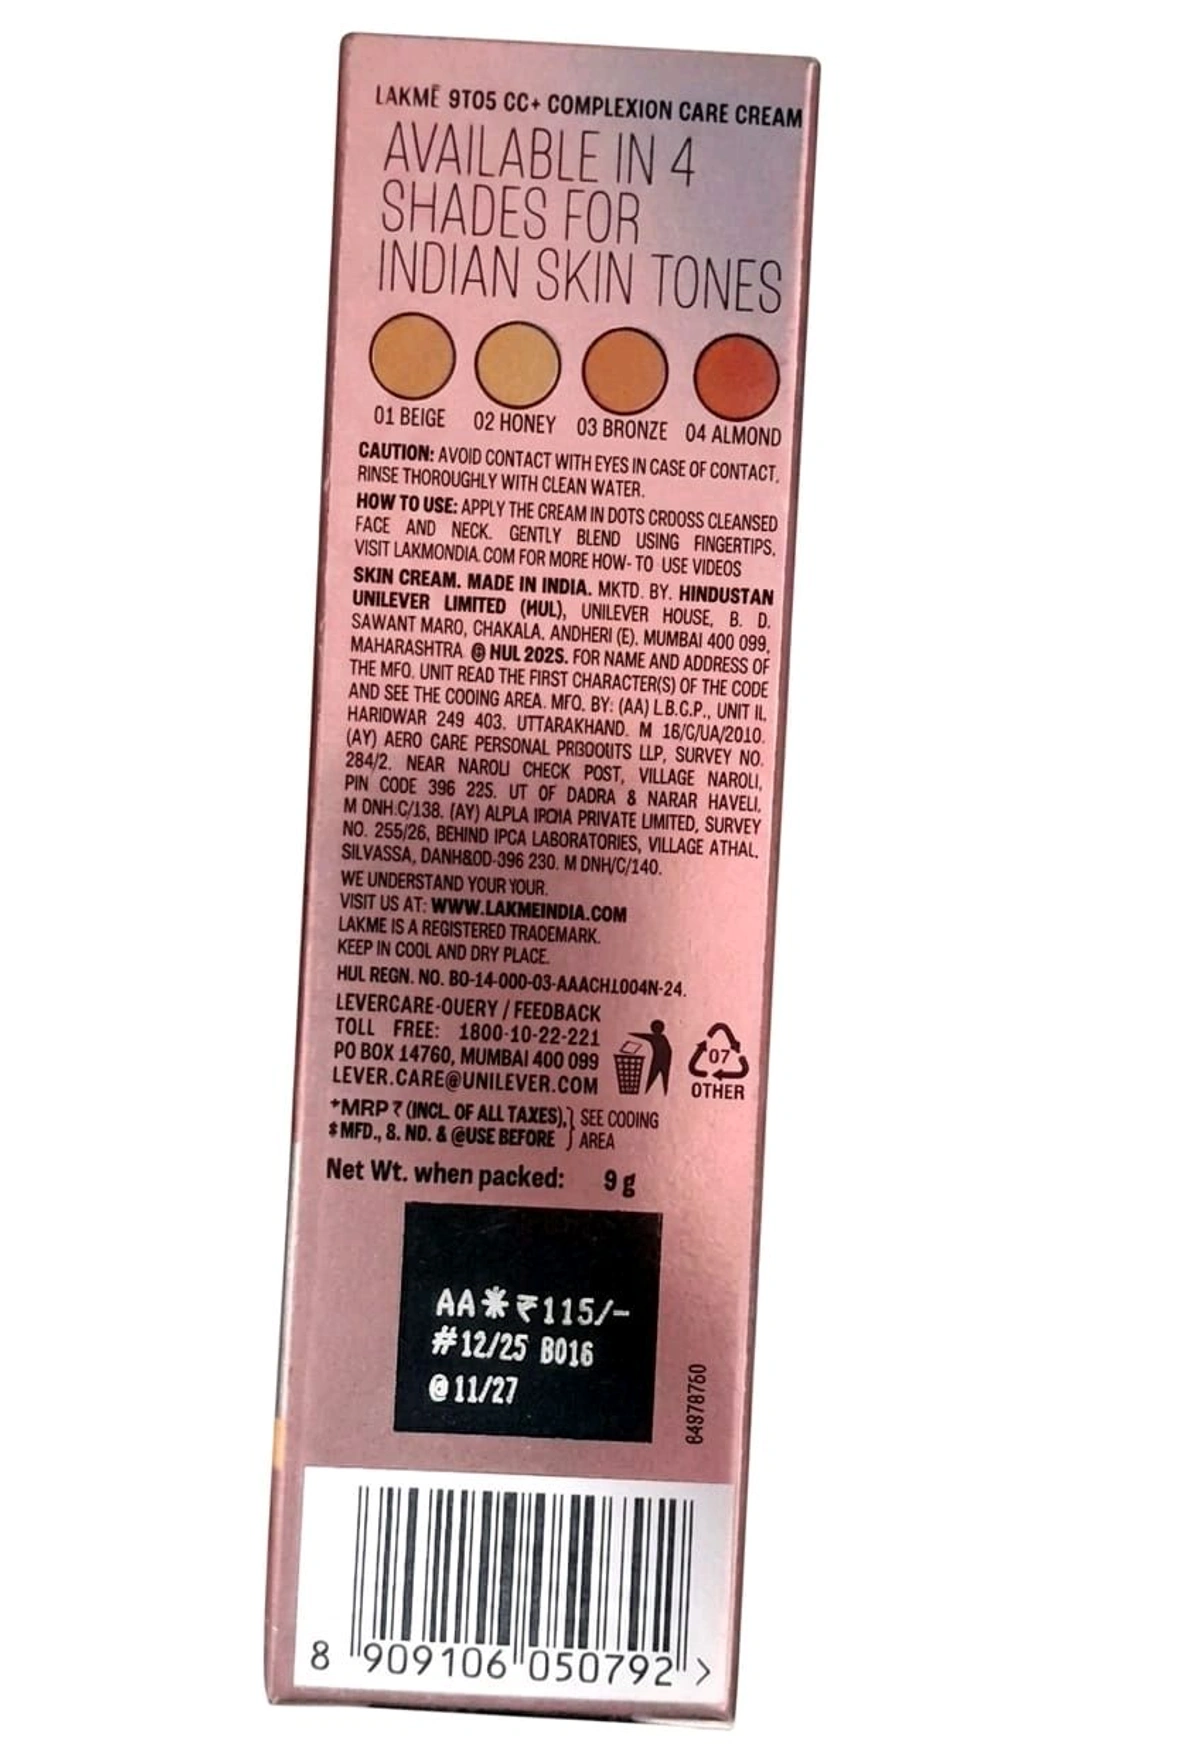 LAKMĒ 9TO5 CC+ COMPLEXION CARE CREAM
AVAILABLE IN 4
SHADES FOR
INDIAN SKIN TONES
01 BEIGE 02 HONEY 03 BRONZE 04 ALMOND
CAUTION: AVOID CONTACT WITH EYES IN CASE OF CONTACT,
RINSE THOROUGHLY WITH CLEAN WATER.
HOW TO USE: APPLY THE CREAM IN DOTS CRDOSS CLEANSED
FACE AND NECK. GENTLY BLEND USING FINGERTIPS.
VISIT LAKMONDIA.COM FOR MORE HOW- TO USE VIDEOS
SKIN CREAM. MADE IN INDIA. MKTD. BY. HINDUSTAN
UNILEVER LIMITED (HUL), UNILEVER HOUSE, B. D.
SAWANT MARO, CHAKALA. ANDHERI (E). MUMBAI 400 099,
MAHARASHTRA @ HUL 202S. FOR NAME AND ADDRESS OF
THE MFO. UNIT READ THE FIRST CHARACTER(S) OF THE CODE
AND SEE THE CODING AREA. MFO. BY: (AA) L.B.C.P., UNIT II,
HARIDWAR 249 403. UTTARAKHAND. M 16/C/UA/2010.
(AY) AERO CARE PERSONAL PRBOOUTS LLP, SURVEY NO.
284/2. NEAR NAROLI CHECK POST, VILLAGE NAROLI,
PIN CODE 396 225. UT OF DADRA & NARAR HAVELI,
M DNH:C/138. (AY) ALPLA IPOIA PRIVATE LIMITED, SURVEY
NO. 255/26, BEHIND IPCA LABORATORIES, VILLAGE ATHAL,
SILVASSA, DANH&OD-396 230. M DNH/C/140.
WE UNDERSTAND YOUR YOUR.
VISIT US AT: WWW.LAKMEINDIA.COM
LAKME IS A REGISTERED TRADEMARK.
KEEP IN COOL AND DRY PLACE.
HUL REGN. NO. BO-14-000-03-AAACH1004N-24.
LEVERCARE-OUERY / FEEDBACK
TOLL FREE: 1800-10-22-221
PO BOX 14760, MUMBAI 400 099
LEVER.CARE@UNILEVER.COM
07
OTHER
*MRP ₹ (INCL. OF ALL TAXES),} SEE CODING
$ MFD., 8. ND. & @USE BEFORE } AREA
Net Wt. when packed: 9 g
AA*₹115/-
#12/25 B016
@11/27
64978760
8 909106 050792 >